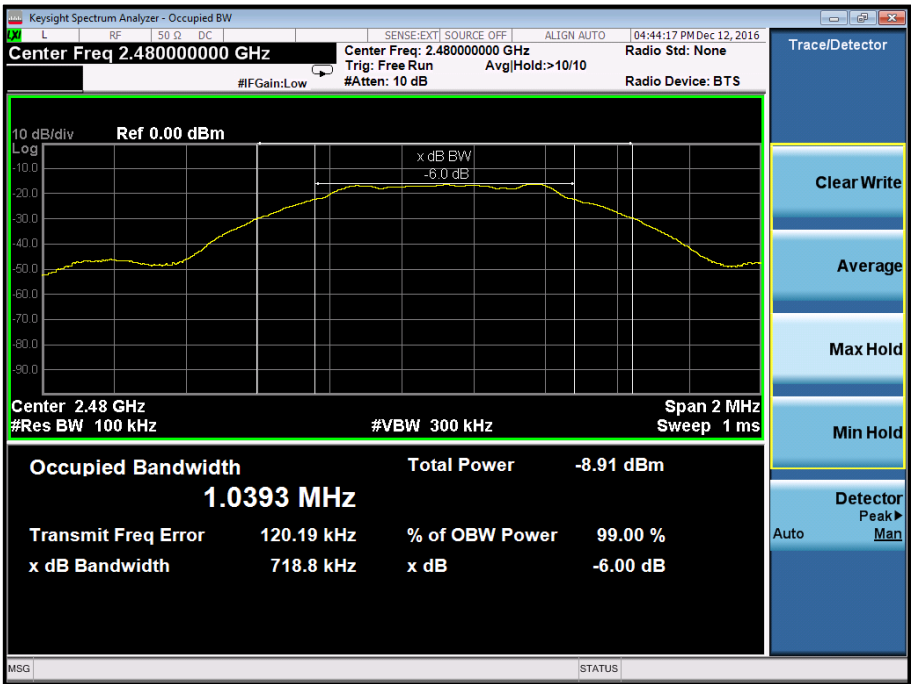 Keysight Spectrum Analyzer - Occupied BW
LXI L RF 50 Ω DC SENSE:EXT SOURCE OFF ALIGN AUTO 04:44:17 PM Dec 12, 2016
Center Freq 2.480000000 GHz
Center Freq: 2.480000000 GHz Radio Std: None
Trig: Free Run Avg|Hold:>10/10
#IFGain:Low #Atten: 10 dB Radio Device: BTS
10 dB/div Ref 0.00 dBm
Log
x dB BW
-6.0 dB
-10.0
-20.0
-30.0
-40.0
-50.0
-60.0
-70.0
-80.0
-90.0
Center 2.48 GHz Span 2 MHz
#Res BW 100 kHz #VBW 300 kHz Sweep 1 ms
Occupied Bandwidth Total Power -8.91 dBm
1.0393 MHz
Transmit Freq Error 120.19 kHz % of OBW Power 99.00 %
x dB Bandwidth 718.8 kHz x dB -6.00 dB
MSG STATUS
Trace/Detector
Clear Write
Average
Max Hold
Min Hold
Detector
Peak▶
Auto Man